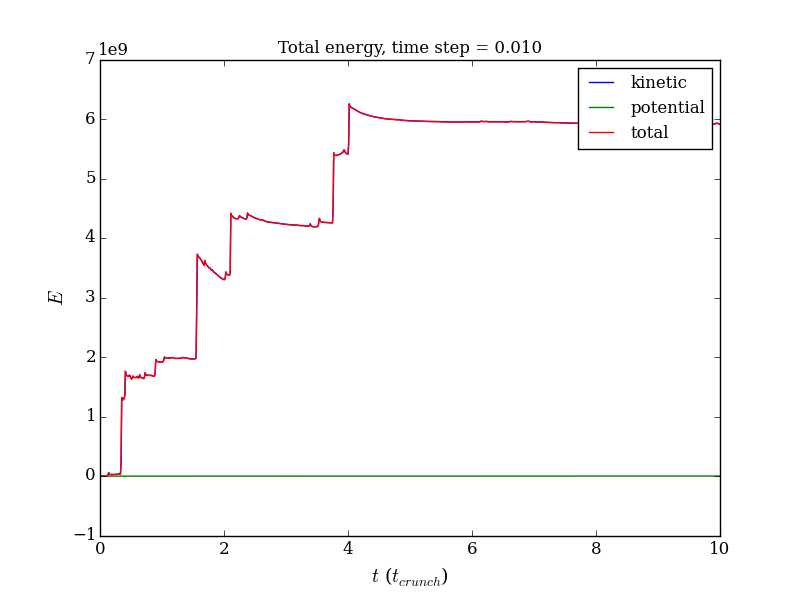 Total energy, time step = 0.010
1e9
7
6
5
4
3
2
1
0
−1
E
0 2 4 6 8 10
t (t_crunch)
kinetic
potential
total